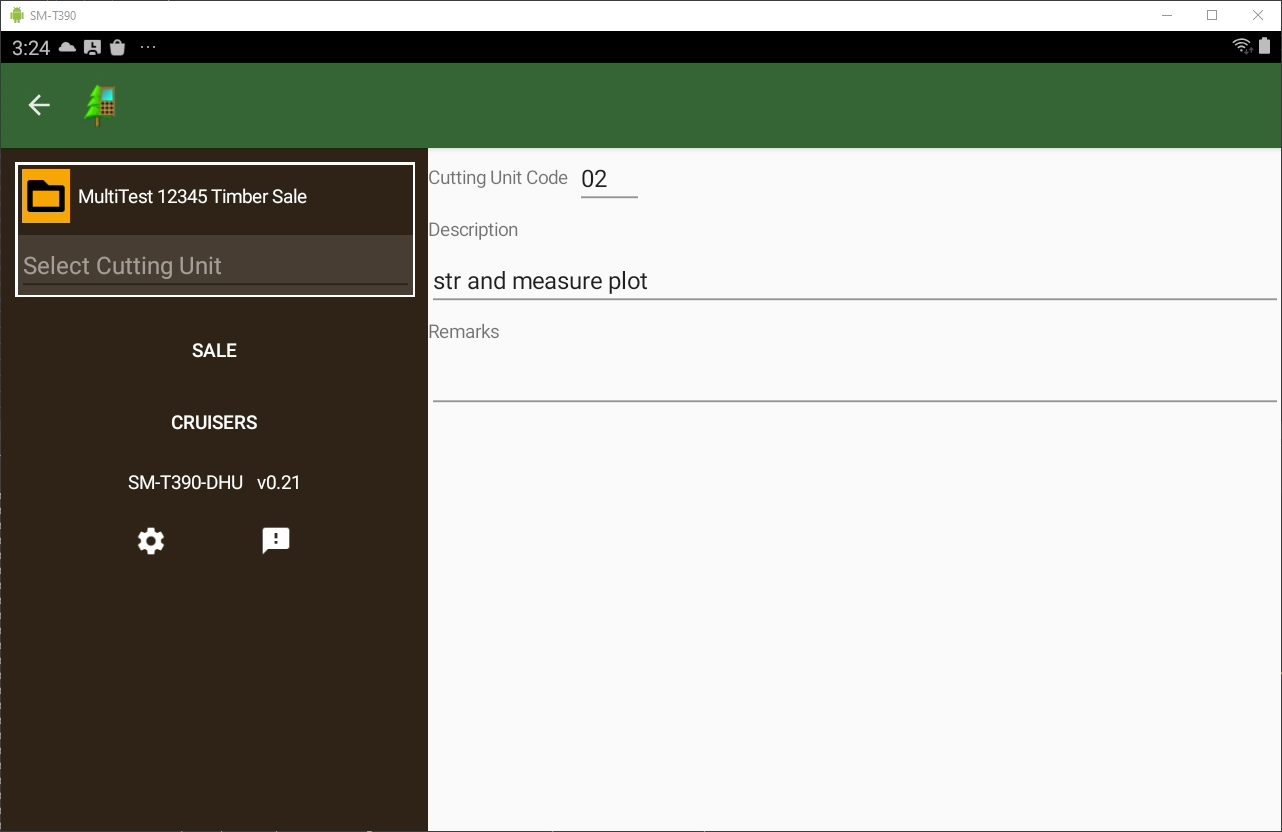 SM-T390
3:24
MultiTest 12345 Timber Sale
Select Cutting Unit
SALE
CRUISERS
SM-T390-DHU v0.21
Cutting Unit Code 02
Description
str and measure plot
Remarks